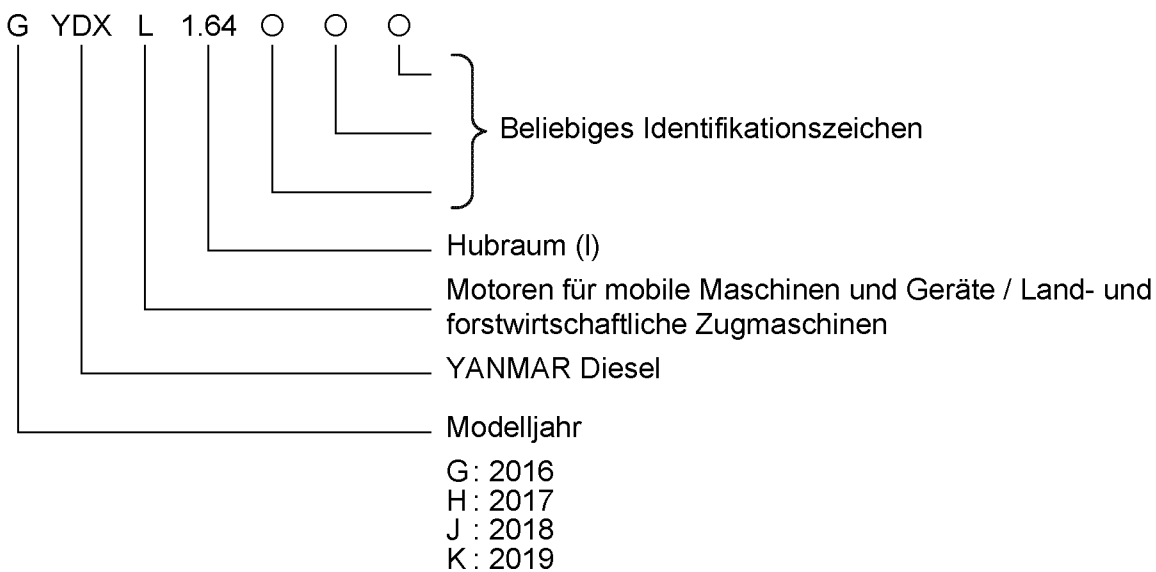 G YDX L 1.64 ○ ○ ○
Beliebiges Identifikationszeichen
Hubraum (l)
Motoren für mobile Maschinen und Geräte / Land- und
forstwirtschaftliche Zugmaschinen
YANMAR Diesel
Modelljahr
G : 2016
H : 2017
J : 2018
K : 2019